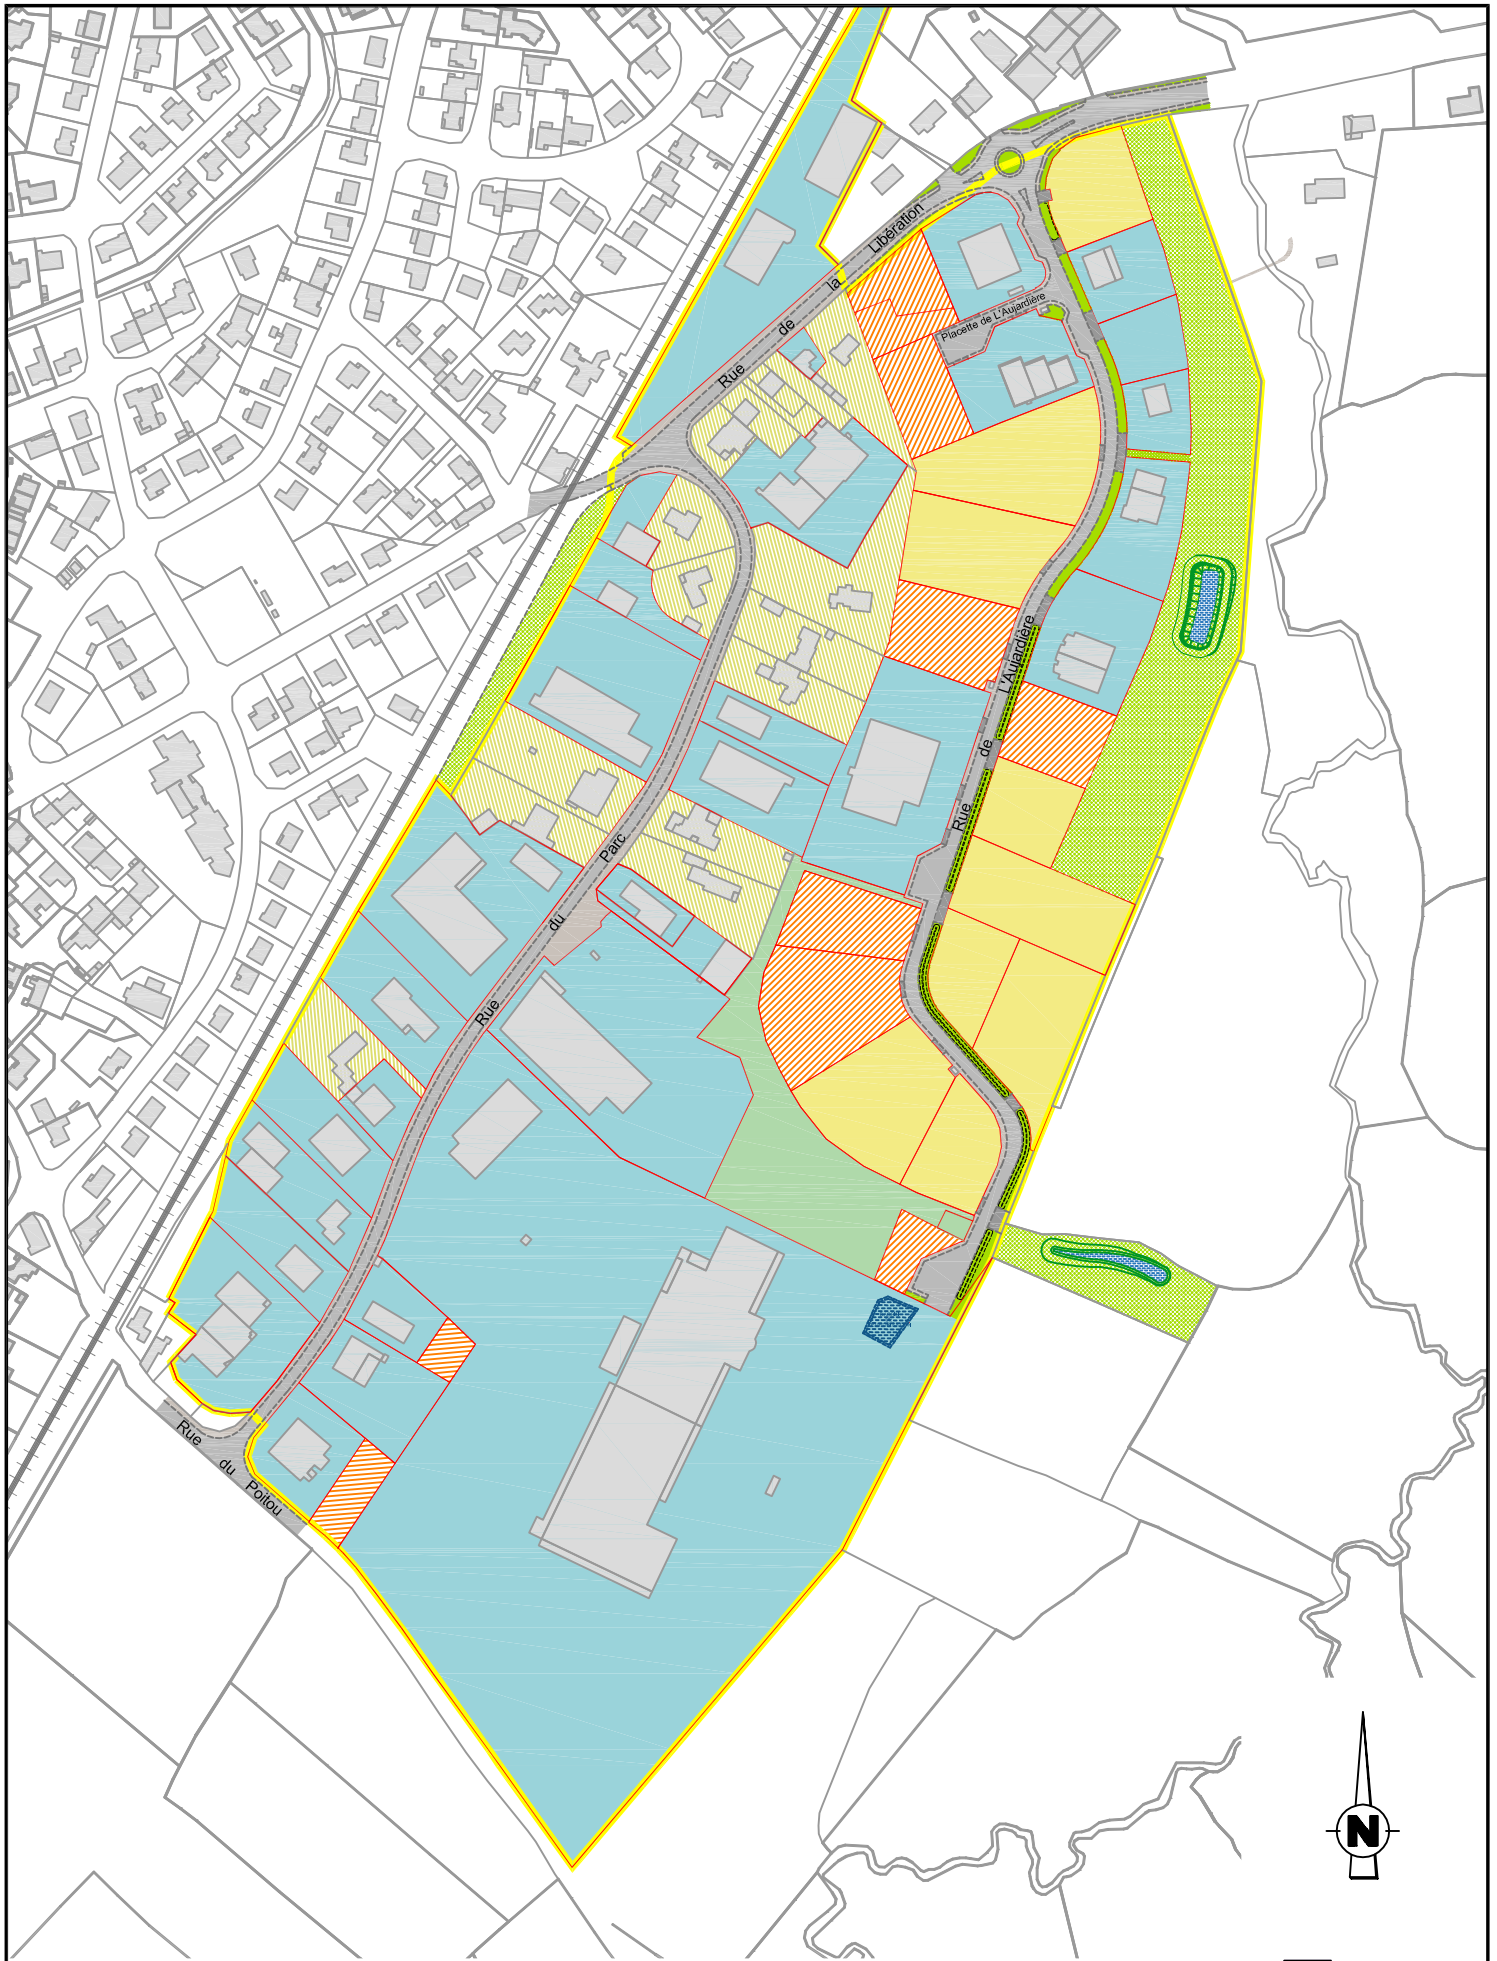 Rue de la Libération
Placette de L'Aujardière
Rue de L'Aujardière
Rue du Parc
Rue du Poitou
N